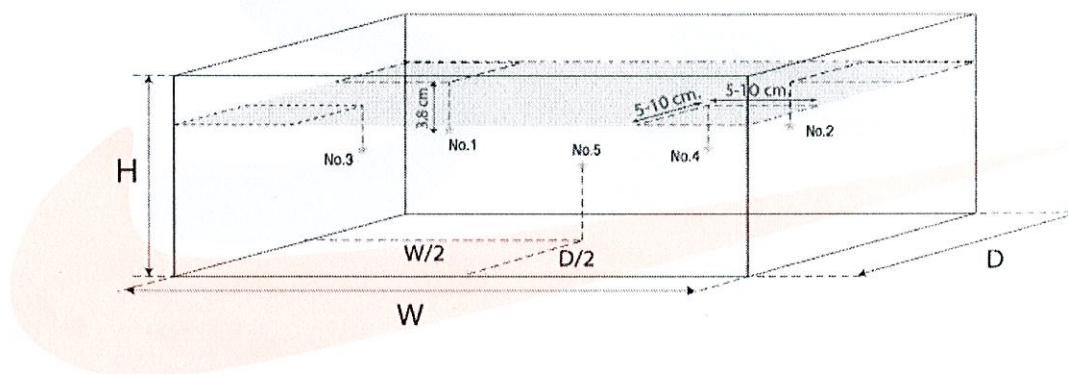 5-10 cm.
5-10 cm.
3.8 cm
No.1
No.2
No.3
No.5
No.4
H
W/2
D/2
D
W